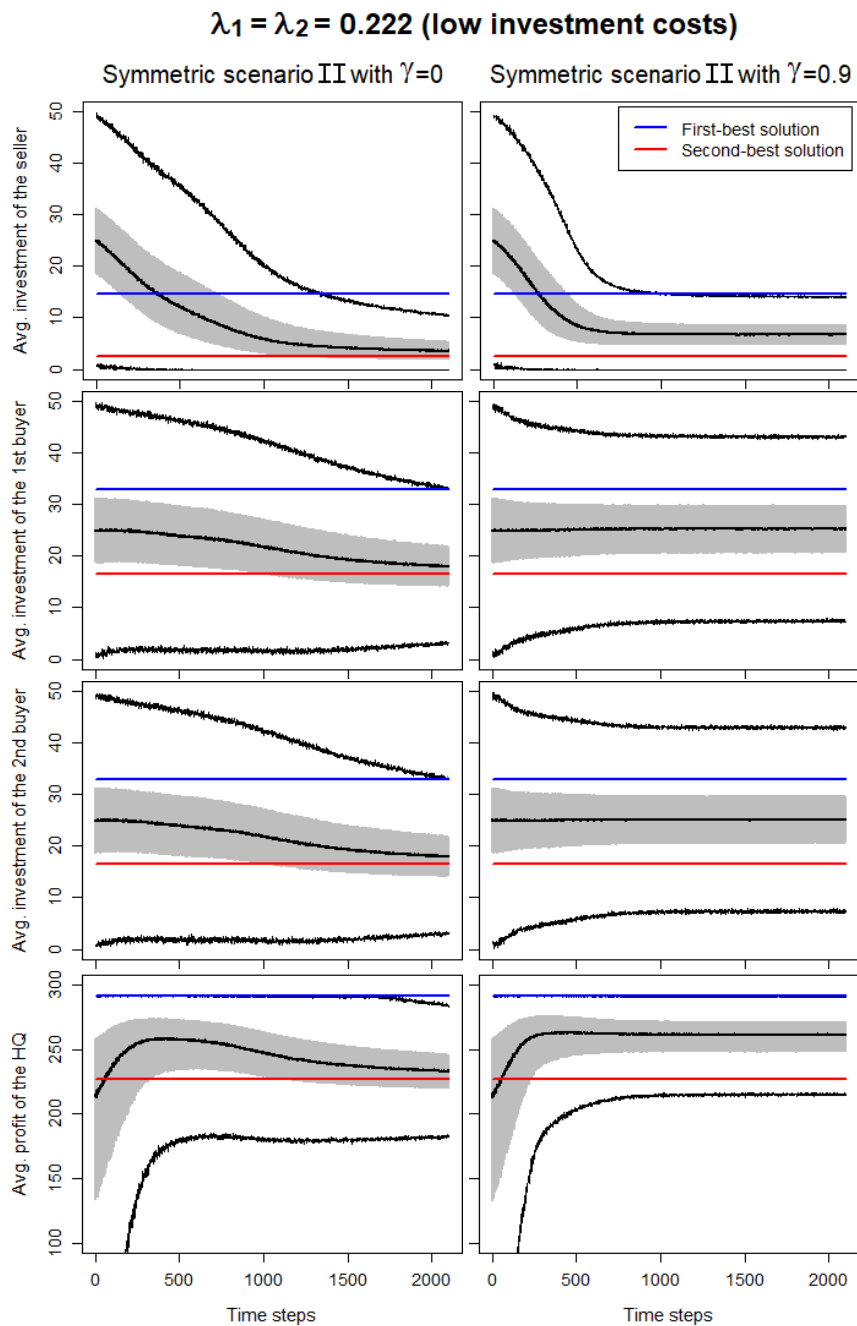 λ1 = λ2 = 0.222 (low investment costs)
Symmetric scenario II with γ=0
Symmetric scenario II with γ=0.9
Avg. investment of the seller
50
40
30
20
10
0
First-best solution
Second-best solution
Avg. investment of the 1st buyer
50
40
30
20
10
0
Avg. investment of the 2nd buyer
50
40
30
20
10
0
Avg. profit of the HQ
300
250
200
150
100
0 500 1000 1500 2000
0 500 1000 1500 2000
Time steps
Time steps